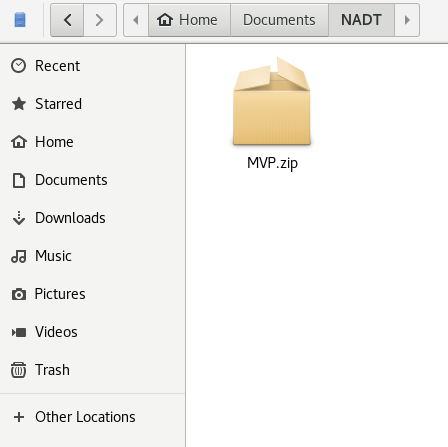 Home
Documents
NADT
Recent
Starred
Home
Documents
Downloads
Music
Pictures
Videos
Trash
Other Locations
MVP.zip